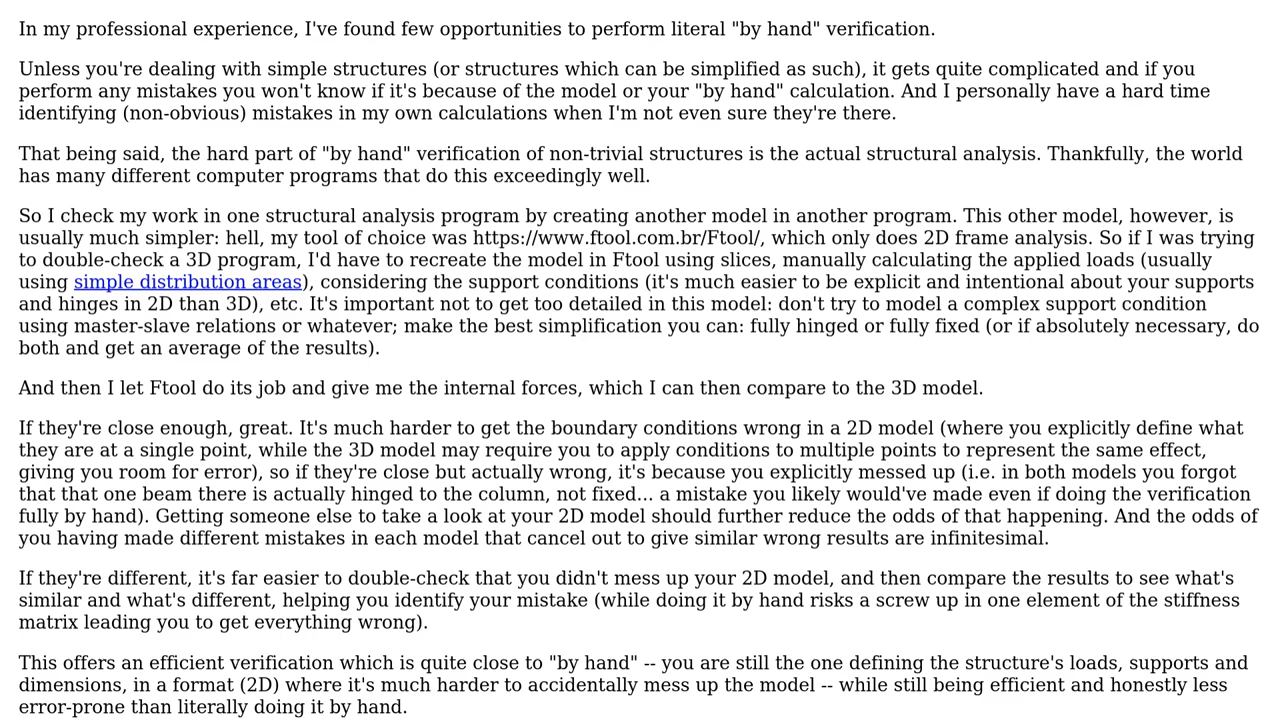 In my professional experience, I've found few opportunities to perform literal "by hand" verification.
Unless you're dealing with simple structures (or structures which can be simplified as such), it gets quite complicated and if you
perform any mistakes you won't know if it's because of the model or your "by hand" calculation. And I personally have a hard time
identifying (non-obvious) mistakes in my own calculations when I'm not even sure they're there.
That being said, the hard part of "by hand" verification of non-trivial structures is the actual structural analysis. Thankfully, the world
has many different computer programs that do this exceedingly well.
So I check my work in one structural analysis program by creating another model in another program. This other model, however, is
usually much simpler: hell, my tool of choice was https://www.ftool.com.br/Ftool/, which only does 2D frame analysis. So if I was trying
to double-check a 3D program, I'd have to recreate the model in Ftool using slices, manually calculating the applied loads (usually
using simple distribution areas), considering the support conditions (it's much easier to be explicit and intentional about your supports
and hinges in 2D than 3D), etc. It's important not to get too detailed in this model: don't try to model a complex support condition
using master-slave relations or whatever; make the best simplification you can: fully hinged or fully fixed (or if absolutely necessary, do
both and get an average of the results).
And then I let Ftool do its job and give me the internal forces, which I can then compare to the 3D model.
If they're close enough, great. It's much harder to get the boundary conditions wrong in a 2D model (where you explicitly define what
they are at a single point, while the 3D model may require you to apply conditions to multiple points to represent the same effect,
giving you room for error), so if they're close but actually wrong, it's because you explicitly messed up (i.e. in both models you forgot
that that one beam there is actually hinged to the column, not fixed... a mistake you likely would've made even if doing the verification
fully by hand). Getting someone else to take a look at your 2D model should further reduce the odds of that happening. And the odds of
you having made different mistakes in each model that cancel out to give similar wrong results are infinitesimal.
If they're different, it's far easier to double-check that you didn't mess up your 2D model, and then compare the results to see what's
similar and what's different, helping you identify your mistake (while doing it by hand risks a screw up in one element of the stiffness
matrix leading you to get everything wrong).
This offers an efficient verification which is quite close to "by hand" -- you are still the one defining the structure's loads, supports and
dimensions, in a format (2D) where it's much harder to accidentally mess up the model -- while still being efficient and honestly less
error-prone than literally doing it by hand.